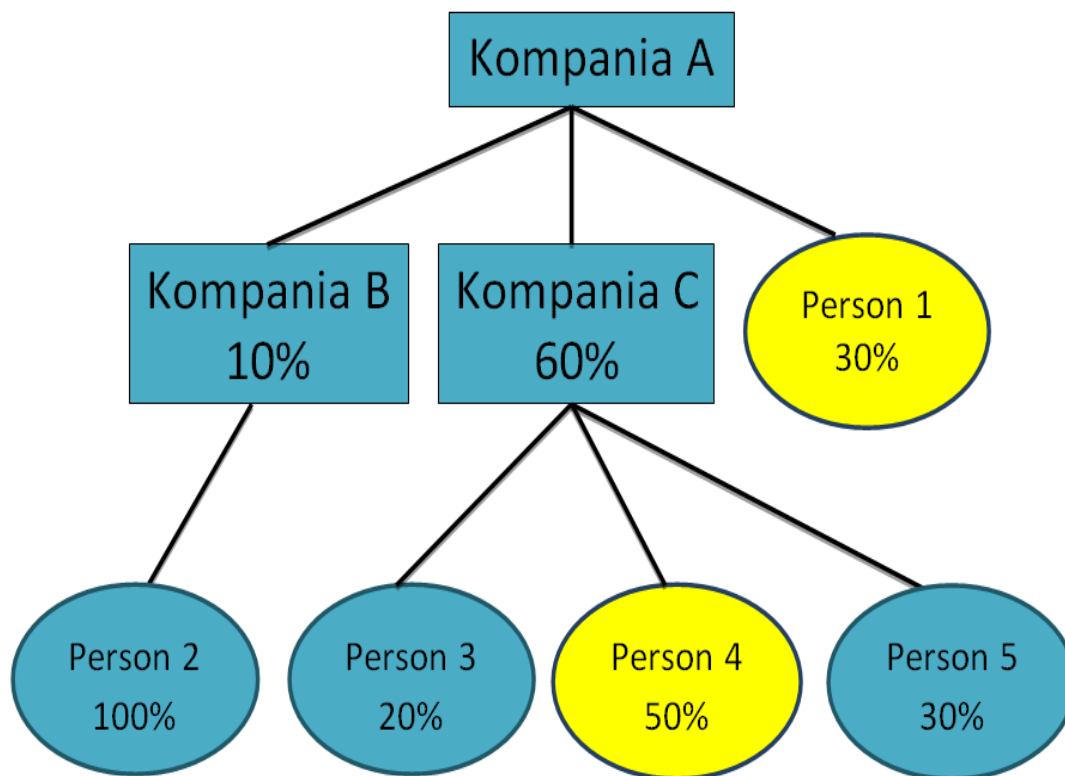 Kompania A
Kompania B
10%
Kompania C
60%
Person 1
30%
Person 2
100%
Person 3
20%
Person 4
50%
Person 5
30%